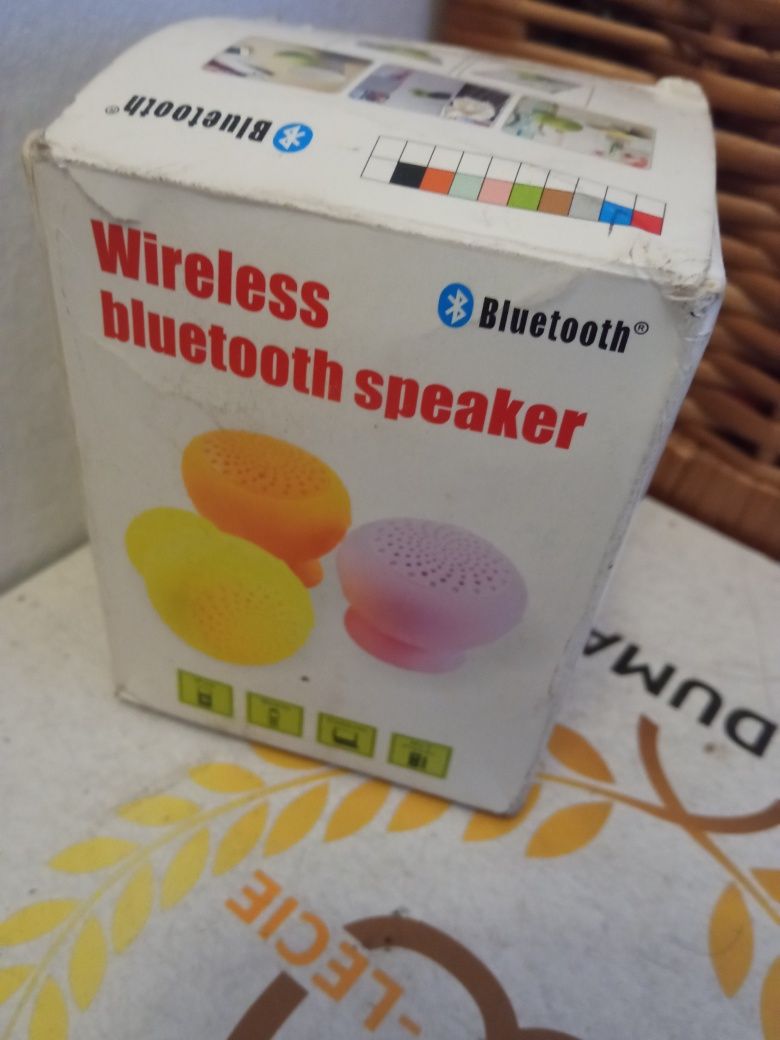 Bluetooth®
Wireless
bluetooth speaker
Bluetooth®
DUMA
-LECIE